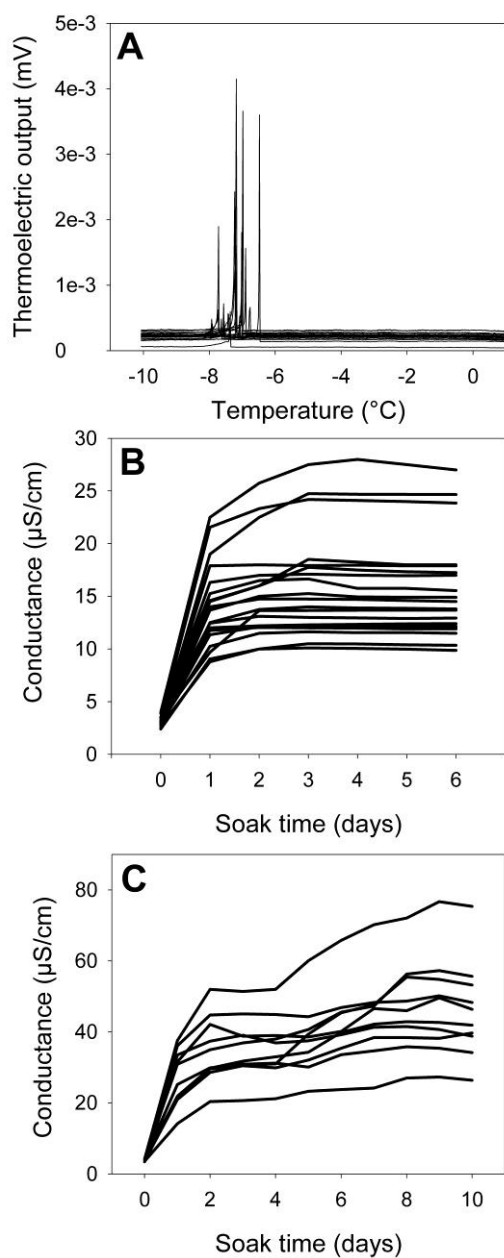 A
Thermoelectric output (mV)
5e-3
4e-3
3e-3
2e-3
1e-3
0
-10 -8 -6 -4 -2 0
Temperature (°C)
B
Conductance (µS/cm)
30
25
20
15
10
5
0
0 1 2 3 4 5 6
Soak time (days)
C
Conductance (µS/cm)
80
60
40
20
0
0 2 4 6 8 10
Soak time (days)